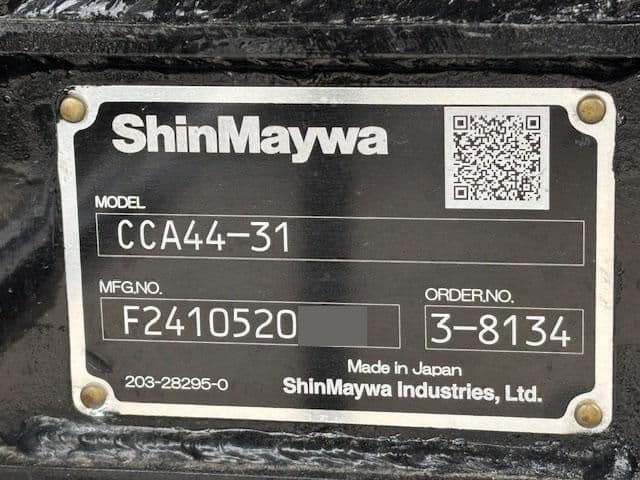 ShinMaywa
MODEL
CCA44-31
MFG.NO.
F2410520
ORDER.NO.
3-8134
203-28295-0
Made in Japan
ShinMaywa Industries, Ltd.